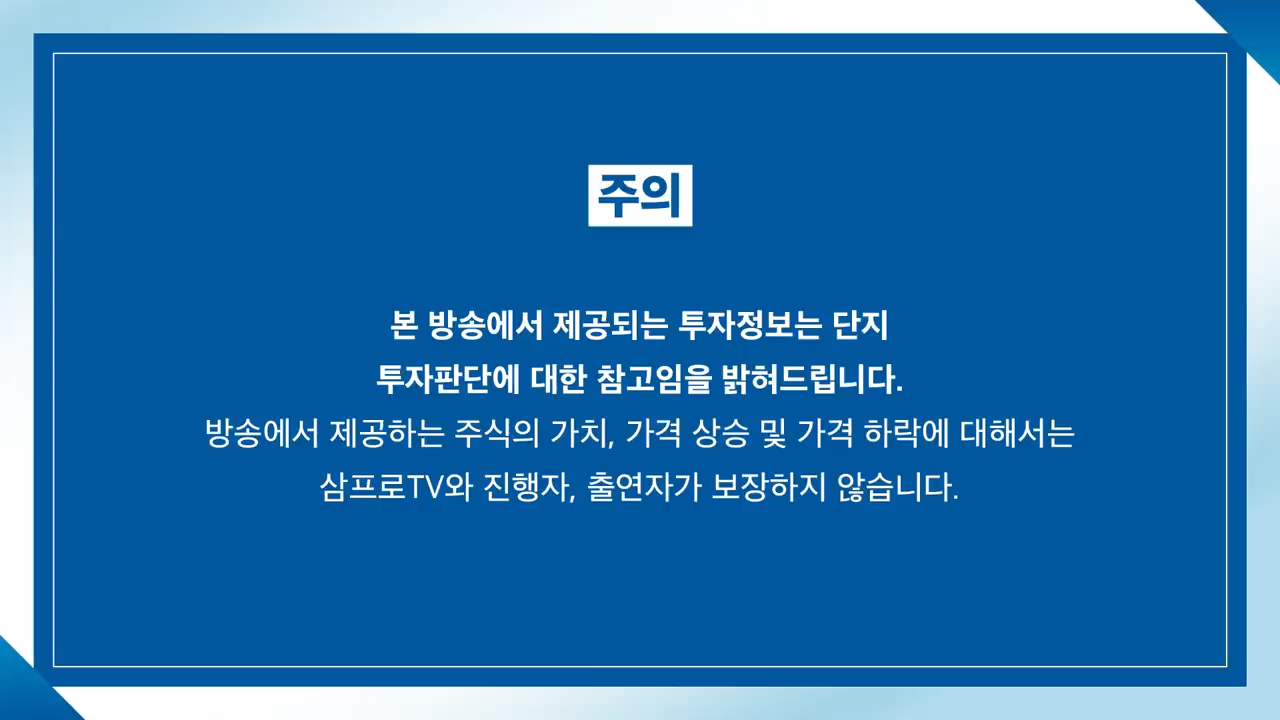 주의
본 방송에서 제공되는 투자정보는 단지
투자판단에 대한 참고임을 밝혀드립니다.
방송에서 제공하는 주식의 가치, 가격 상승 및 가격 하락에 대해서는
삼프로TV와 진행자, 출연자가 보장하지 않습니다.